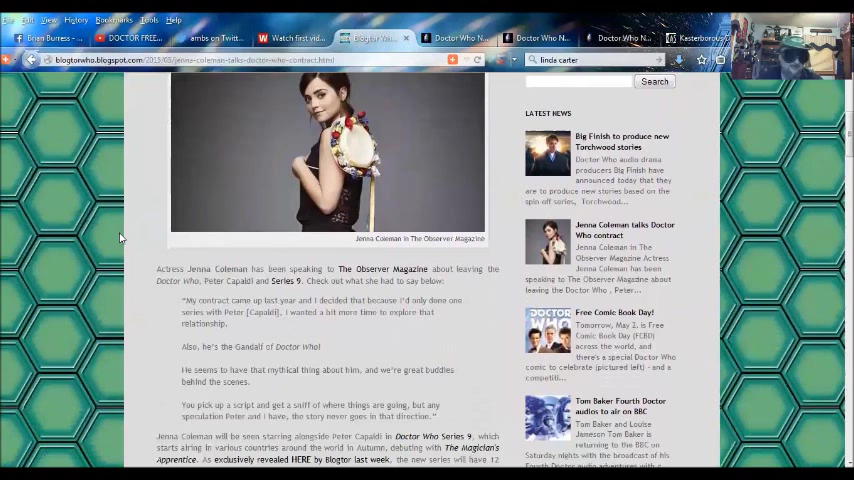 File Edit View History Bookmarks Tools Help
Brian Burress - ... DOCTOR FREE... ambs on Twitt... Watch first vid... Blogtor Wh... Doctor Who N... Doctor Who N... Doctor Who N... Kasterborous
blogtorwho.blogspot.com/2015/05/jenna-coleman-talks-doctor-who-contract.html
linda carter
Search
Jenna Coleman in The Observer Magazine
Actress Jenna Coleman has been speaking to The Observer Magazine about leaving the
Doctor Who, Peter Capaldi and Series 9. Check out what she had to say below:
“My contract came up last year and I decided that because I'd only done one
series with Peter [Capaldi], I wanted a bit more time to explore that
relationship.
Also, he's the Gandalf of Doctor Who!
He seems to have that mythical thing about him, and we're great buddies
behind the scenes.
You pick up a script and get a sniff of where things are going, but any
speculation Peter and I have, the story never goes in that direction.”
Jenna Coleman will be seen starring alongside Peter Capaldi in Doctor Who Series 9, which
starts airing in various countries around the world in Autumn, debuting with The Magician's
Apprentice. As exclusively revealed HERE by Blogtor last week, the new series will have 12
LATEST NEWS
Big Finish to produce new
Torchwood stories
Doctor Who audio drama
producers Big Finish have
announced today that they
are to produce new stories based on the
spin-off series, Torchwood...
Jenna Coleman talks Doctor
Who contract
Jenna Coleman in The
Observer Magazine Actress
Jenna Coleman has been
speaking to The Observer Magazine about
leaving the Doctor Who , Peter...
Free Comic Book Day!
Tomorrow, May 2, is Free
Comic Book Day (FCBD)
across the world, and
there's a special Doctor Who
comic to celebrate (pictured left) - and a
competiti...
Tom Baker Fourth Doctor
audios to air on BBC
Tom Baker and Louise
Jameson Tom Baker is
returning to the BBC on
Saturday nights with the broadcast of his
Fourth Doctor audio adventures with